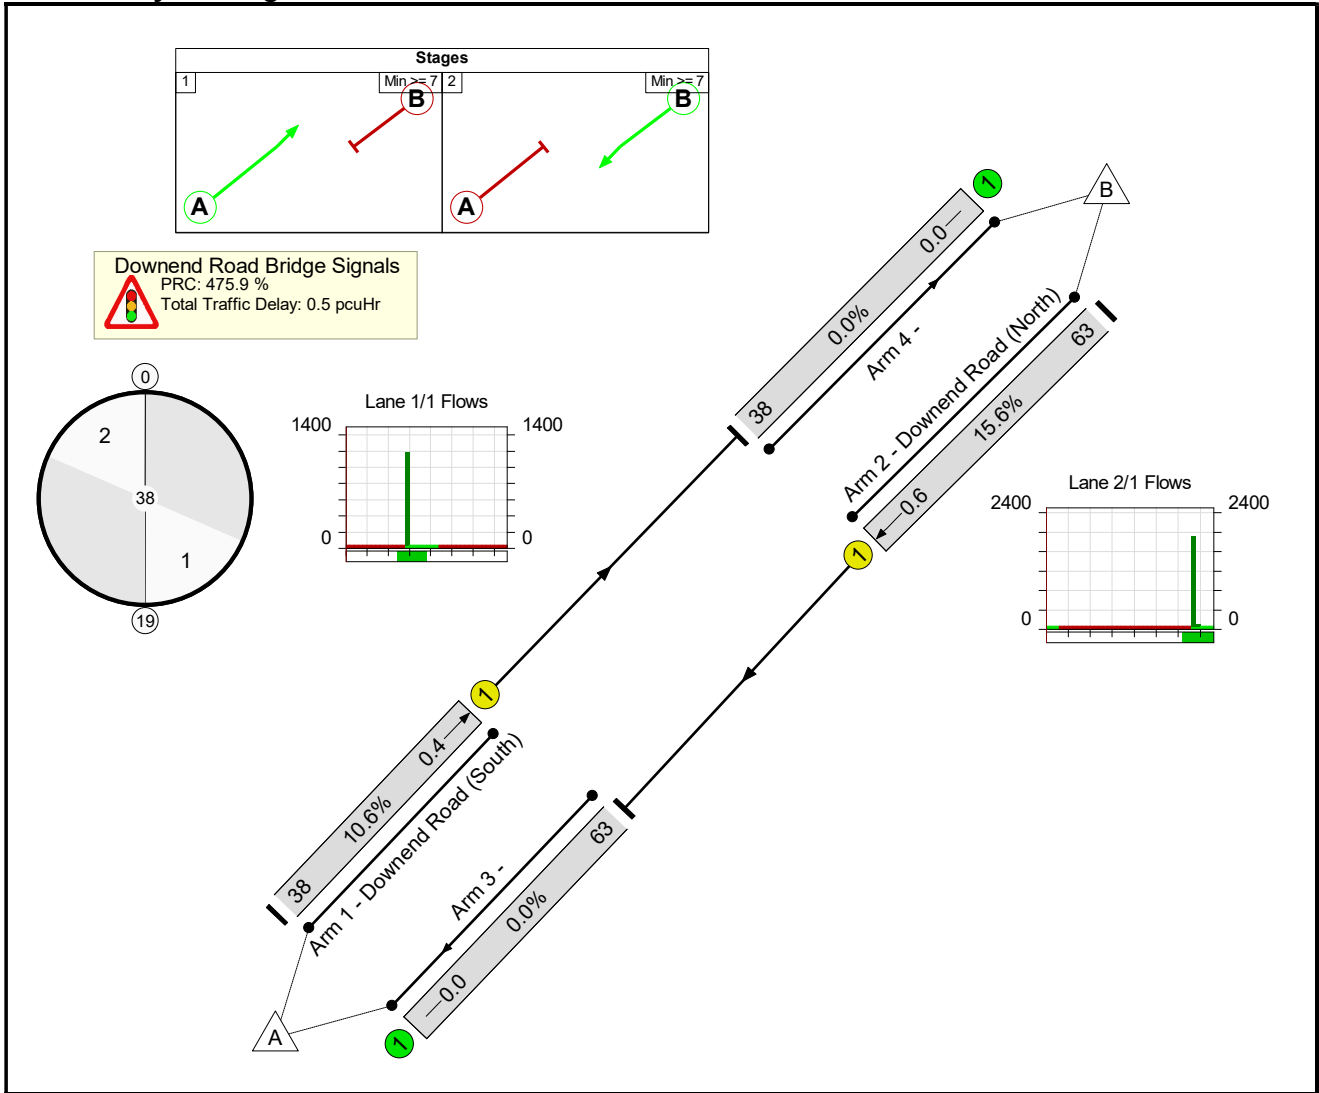 Stages
1
Min >= 7
2
Min >= 7
B
B
A
A
Downend Road Bridge Signals
PRC: 475.9 %
Total Traffic Delay: 0.5 pcuHr
0
2
38
1
19
Lane 1/1 Flows
1400
1400
0
0
1
B
0.0
0.0%
38
Arm 4 -
Arm 2 - Downend Road (North)
63
15.6%
0.6
1
Lane 2/1 Flows
2400
2400
0
0
1
0.4
10.6%
38
Arm 1 - Downend Road (South)
63
0.0%
0.0
Arm 3 -
A
1